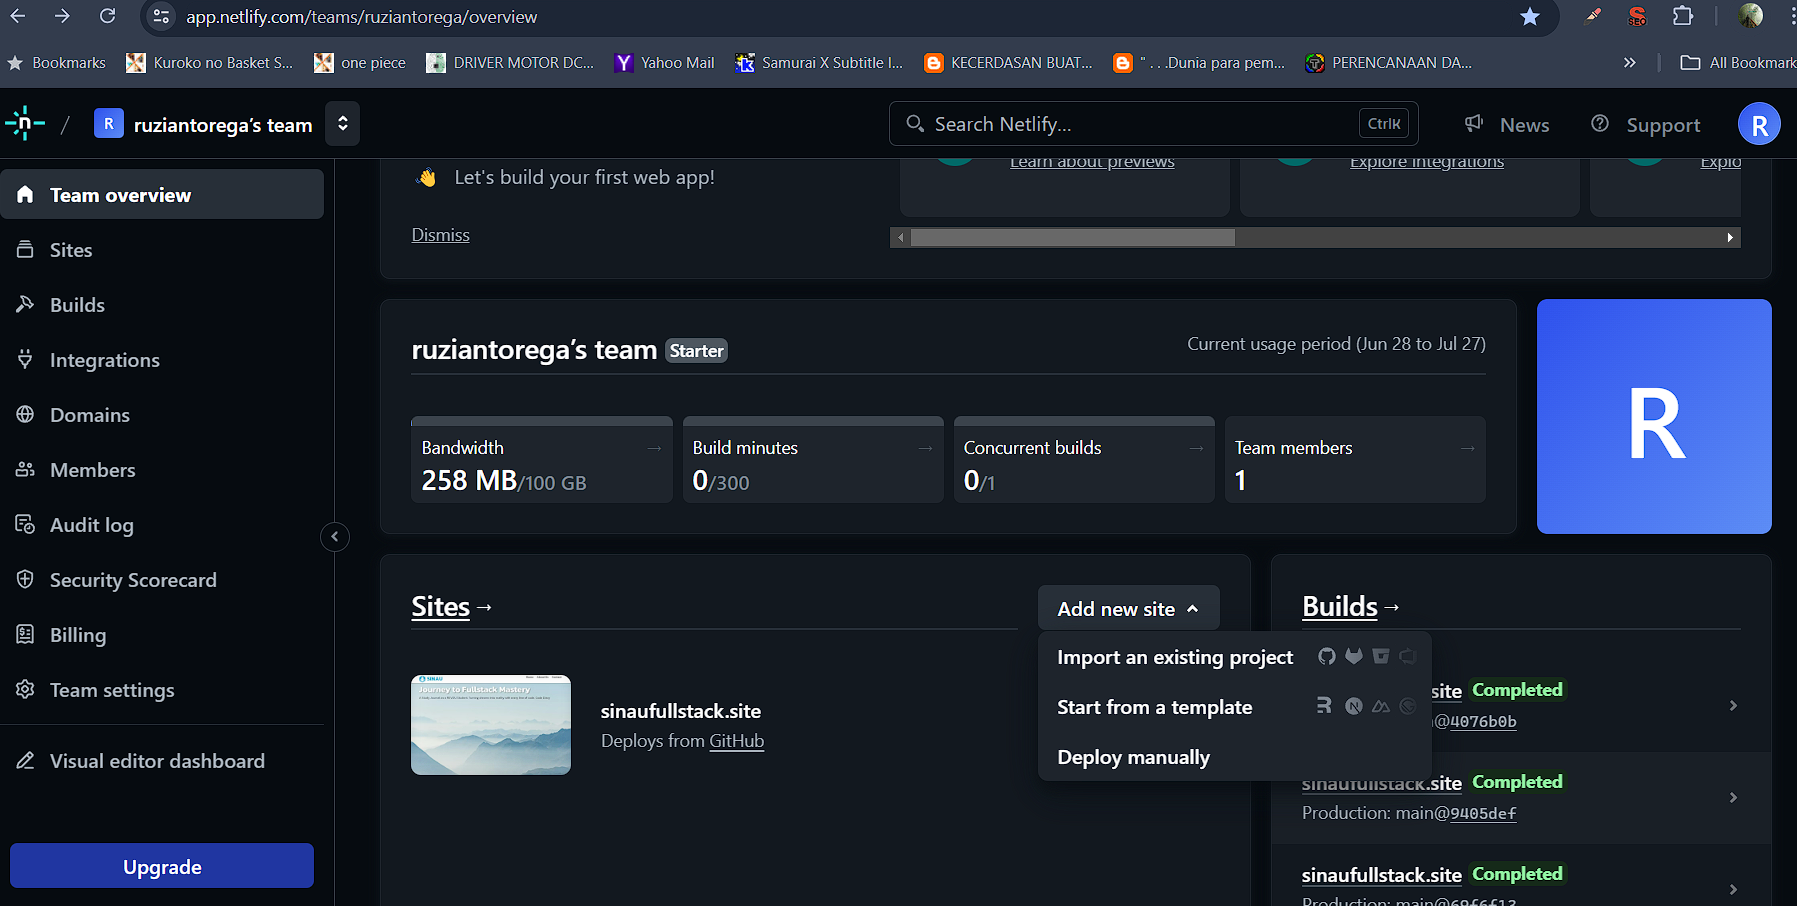 app.netlify.com/teams/ruziantorega/overview
Bookmarks
Kuroko no Basket S...
one piece
DRIVER MOTOR DC...
Yahoo Mail
Samurai X Subtitle I...
KECERDASAN BUAT...
" . . .Dunia para pem...
PERENCANAAN DA...
»
All Bookmark
n / R ruziantorega's team
Search Netlify...
CtrlK
News
Support
R
Team overview
Sites
Builds
Integrations
Domains
Members
Audit log
Security Scorecard
Billing
Team settings
Visual editor dashboard
Upgrade
👋 Let's build your first web app!
Dismiss
Learn about previews
Explore integrations
Explo
ruziantorega's team Starter
Current usage period (Jun 28 to Jul 27)
Bandwidth →
258 MB/100 GB
Build minutes →
0/300
Concurrent builds →
0/1
Team members →
1
R
Sites →
Add new site
Import an existing project
Start from a template
Deploy manually
sinaufullstack.site
Deploys from GitHub
SINAU
Journey to Fullstack Mastery
Builds →
site Completed
@4076b0b
sinaufullstack.site Completed
Production: main@9405def
sinaufullstack.site Completed
Production: main@69f6f13